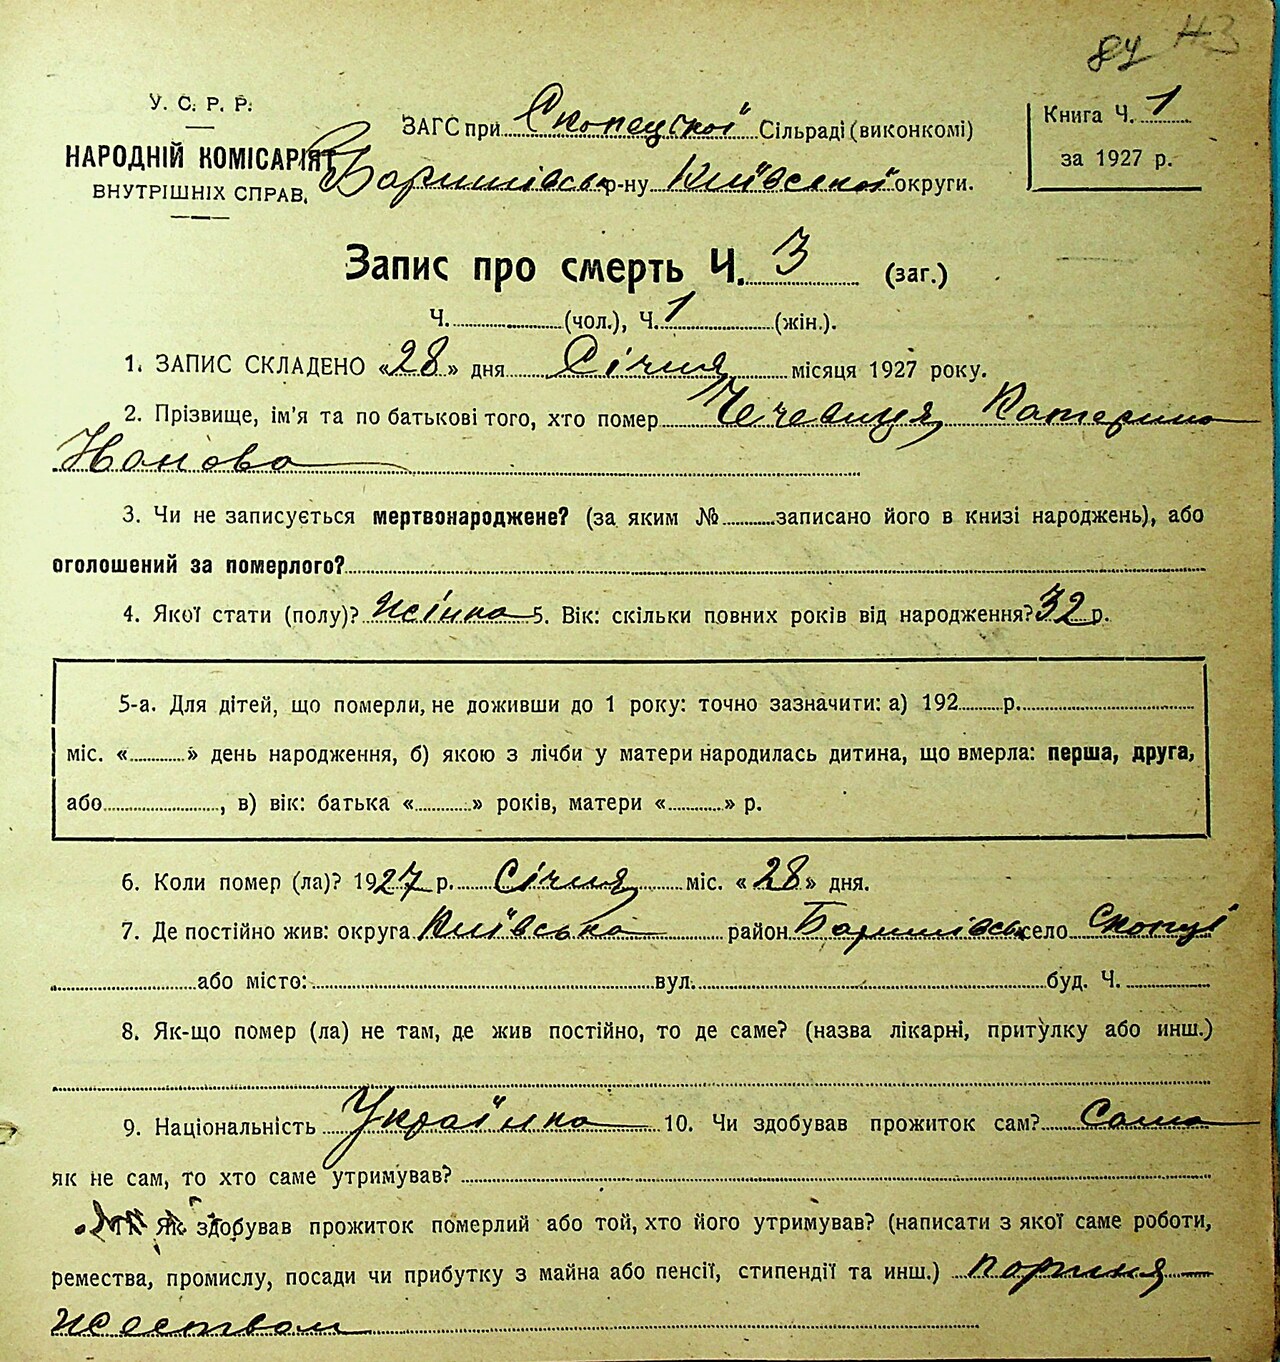 84 43
У. С. Р. Р.
НАРОДНІЙ КОМІСАРІЯТ
ВНУТРІШНІХ СПРАВ.
ЗАГС при Скопецької Сільраді (виконкомі)
Баришівськ р-ну Київської округи.
Книга Ч. 1
за 1927 р.
Запис про смерть Ч. 3 (заг.)
Ч. (чол.), Ч. 1 (жін.).
1. ЗАПИС СКЛАДЕНО «28» дня Січня місяця 1927 року.
2. Прізвище, ім'я та по батькові того, хто помер Чечевиця Катерина
3. Чи не записується мертвонароджене? (за яким № записано його в книзі народжень), або
оголошений за померлого?
4. Якої стати (полу)? Жінка 5. Вік: скільки повних років від народження? 32 р.
5-а. Для дітей, що померли, не доживши до 1 року: точно зазначити: а) 192 р.
міс. « » день народження, б) якою з лічби у матери народилась дитина, що вмерла: перша, друга,
або , в) вік: батька « » років, матери « » р.
6. Коли помер (ла)? 1927 р. Січня міс. «28» дня.
7. Де постійно жив: округа Київська район Баришівськ село Скопці
або місто: вул. буд. Ч.
8. Як-що помер (ла) не там, де жив постійно, то де саме? (назва лікарні, притулку або инш.)
9. Національність Українка 10. Чи здобував прожиток сам? Сама
як не сам, то хто саме утримував?
Як здобував прожиток померлий або той, хто його утримував? (написати з якої саме роботи,
ремества, промислу, посади чи прибутку з майна або пенсії, стипендії та инш.)